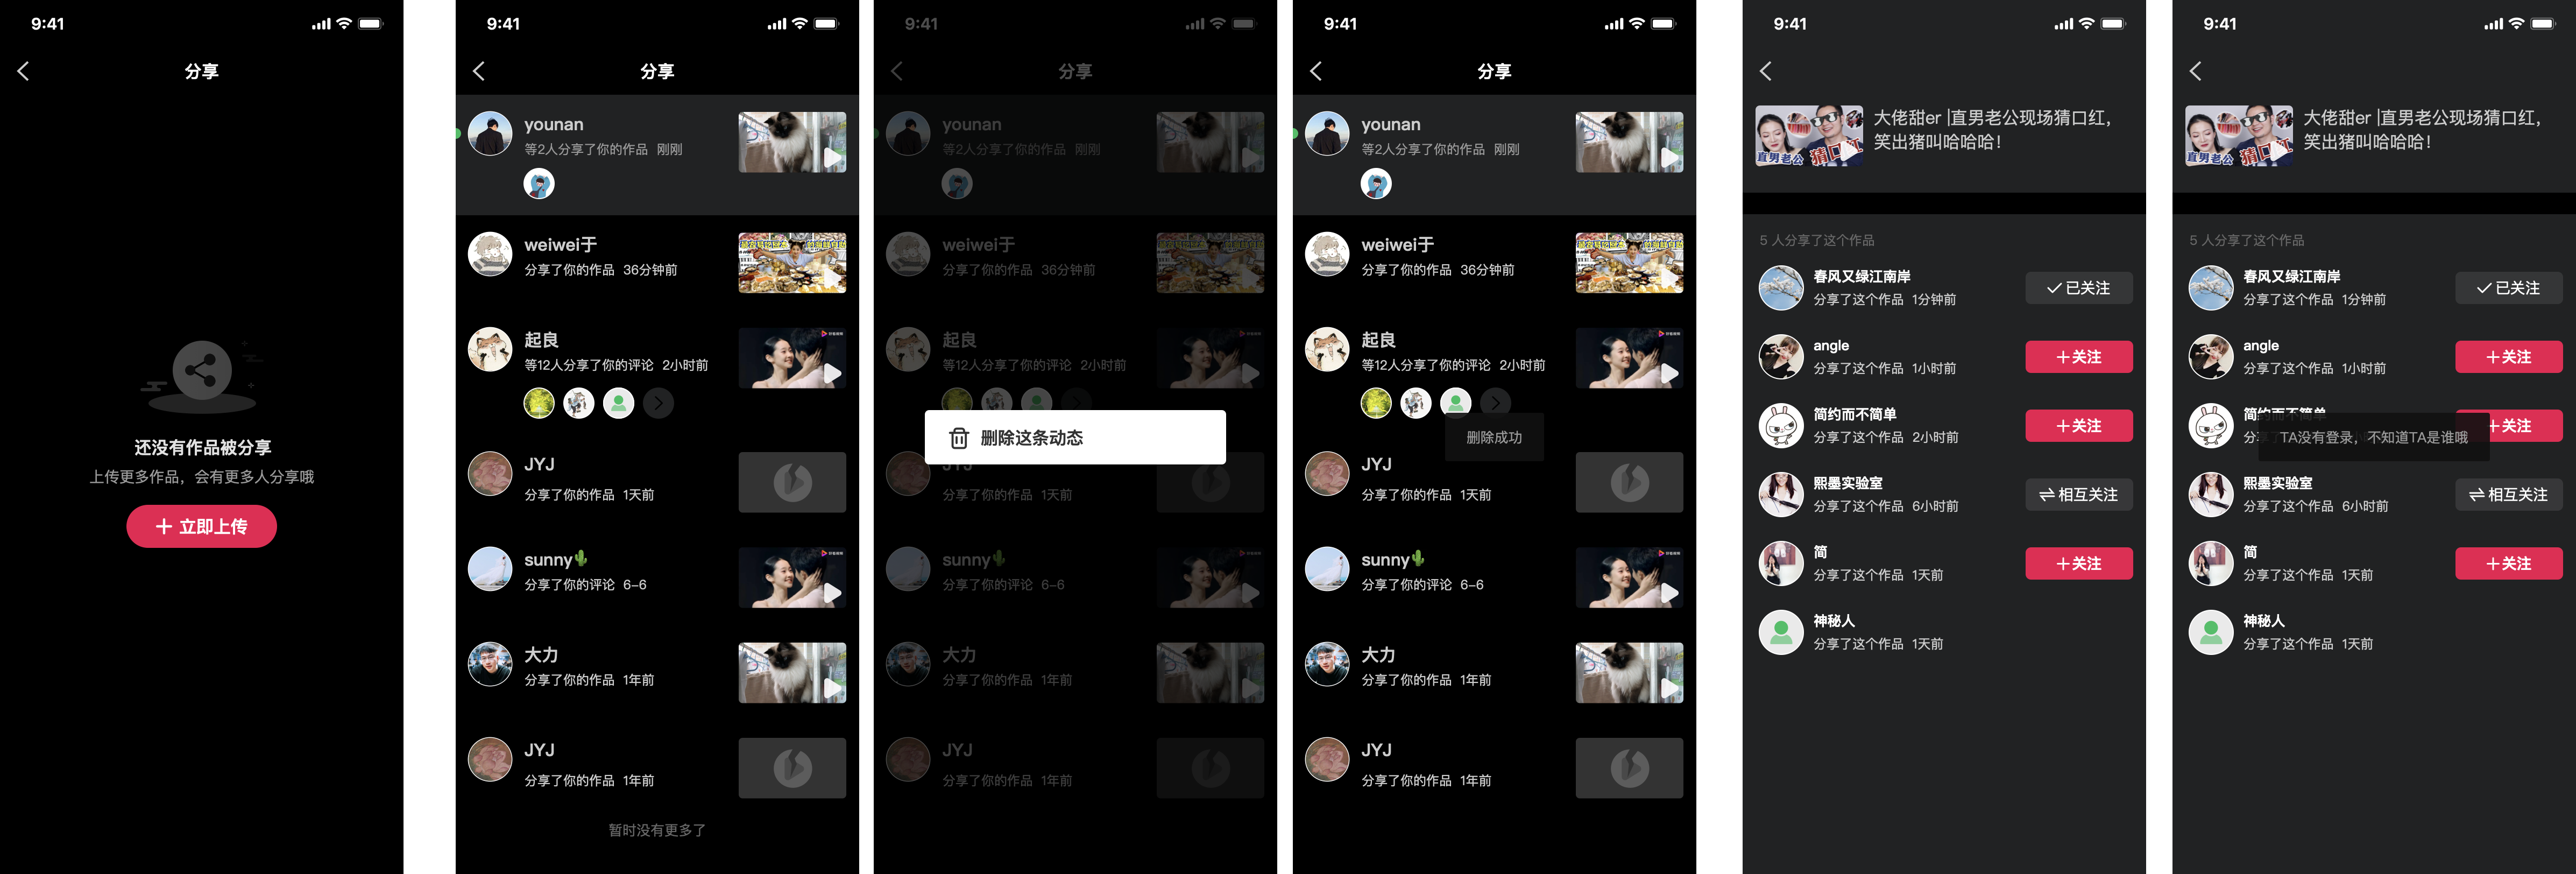 9:41
分享
还没有作品被分享
上传更多作品，会有更多人分享哦
立即上传
9:41
分享
younan
等2人分享了你的作品 刚刚
weiwei于
分享了你的作品 36分钟前
起良
等12人分享了你的评论 2小时前
JYJ
分享了你的作品 1天前
sunny🌵
分享了你的评论 6-6
大力
分享了你的作品 1年前
JYJ
分享了你的作品 1年前
暂时没有更多了
9:41
分享
younan
等2人分享了你的作品 刚刚
weiwei于
分享了你的作品 36分钟前
起良
等12人分享了你的评论 2小时前
删除这条动态
JYJ
分享了你的作品 1天前
sunny🌵
分享了你的评论 6-6
大力
分享了你的作品 1年前
JYJ
分享了你的作品 1年前
9:41
分享
younan
等2人分享了你的作品 刚刚
weiwei于
分享了你的作品 36分钟前
起良
等12人分享了你的评论 2小时前
删除成功
JYJ
分享了你的作品 1天前
sunny🌵
分享了你的评论 6-6
大力
分享了你的作品 1年前
JYJ
分享了你的作品 1年前
9:41
直男老公 猜口红
大佬甜er |直男老公现场猜口红，
笑出猪叫哈哈哈！
5 人分享了这个作品
春风又绿江南岸
分享了这个作品 1分钟前
已关注
angle
分享了这个作品 1小时前
关注
简约而不简单
分享了这个作品 2小时前
关注
熙墨实验室
分享了这个作品 6小时前
相互关注
简
分享了这个作品 1天前
关注
神秘人
分享了这个作品 1天前
9:41
直男老公 猜口红
大佬甜er |直男老公现场猜口红，
笑出猪叫哈哈哈！
5 人分享了这个作品
春风又绿江南岸
分享了这个作品 1分钟前
已关注
angle
分享了这个作品 1小时前
关注
简约而不简单
关注
TA没有登录，不知道TA是谁哦
熙墨实验室
分享了这个作品 6小时前
相互关注
简
分享了这个作品 1天前
关注
神秘人
分享了这个作品 1天前